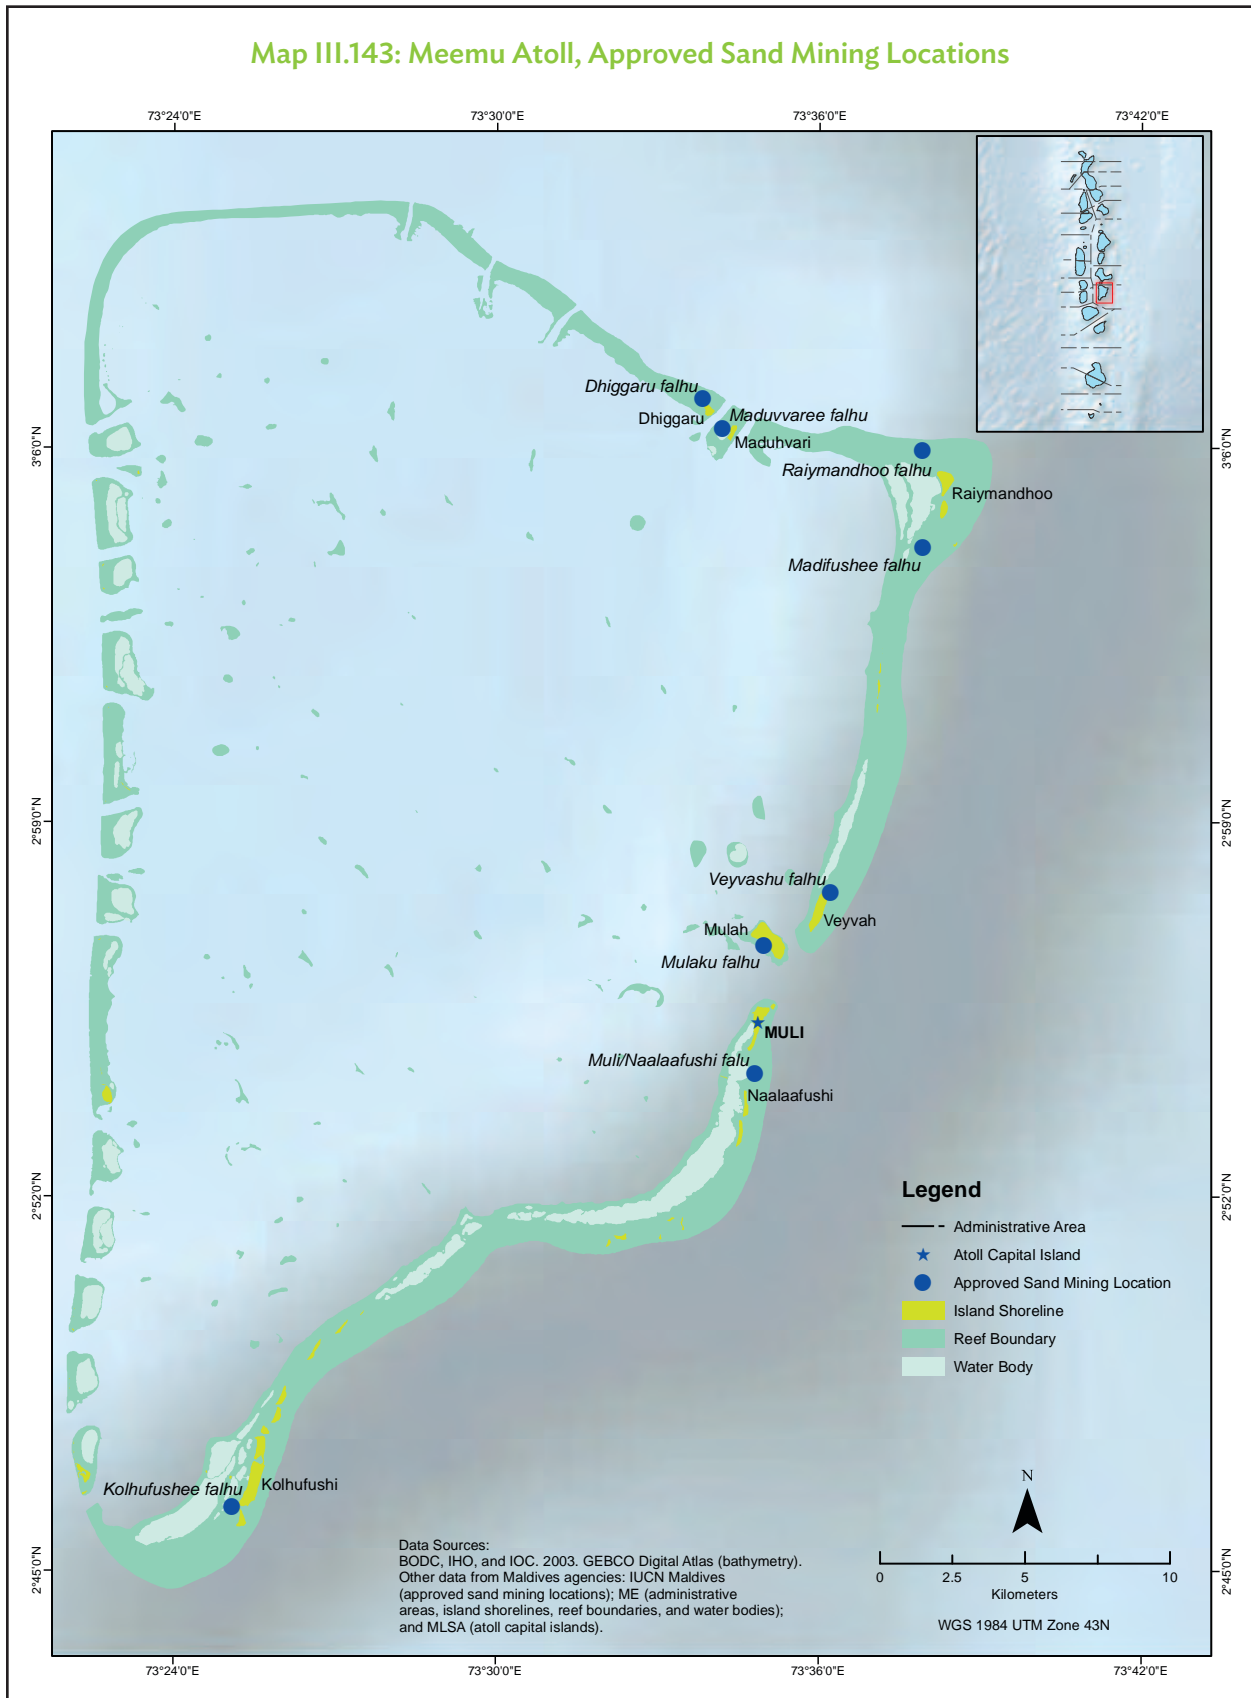 Map III.143: Meemu Atoll, Approved Sand Mining Locations
73°24'0"E
73°30'0"E
73°36'0"E
73°42'0"E
3°6'0"N
3°6'0"N
2°59'0"N
2°59'0"N
2°52'0"N
2°52'0"N
2°45'0"N
2°45'0"N
Dhiggaru falhu
Dhiggaru
Maduvvaree falhu
Maduhvari
Raiymandhoo falhu
Raiymandhoo
Madifushee falhu
Veyvashu falhu
Veyvah
Mulah
Mulaku falhu
MULI
Muli/Naalaafushi falu
Naalaafushi
Kolhufushee falhu
Kolhufushi
Legend
Administrative Area
Atoll Capital Island
Approved Sand Mining Location
Island Shoreline
Reef Boundary
Water Body
N
0
2.5
5
10
Kilometers
WGS 1984 UTM Zone 43N
Data Sources:
BODC, IHO, and IOC. 2003. GEBCO Digital Atlas (bathymetry).
Other data from Maldives agencies: IUCN Maldives
(approved sand mining locations); ME (administrative
areas, island shorelines, reef boundaries, and water bodies);
and MLSA (atoll capital islands).
73°24'0"E
73°30'0"E
73°36'0"E
73°42'0"E